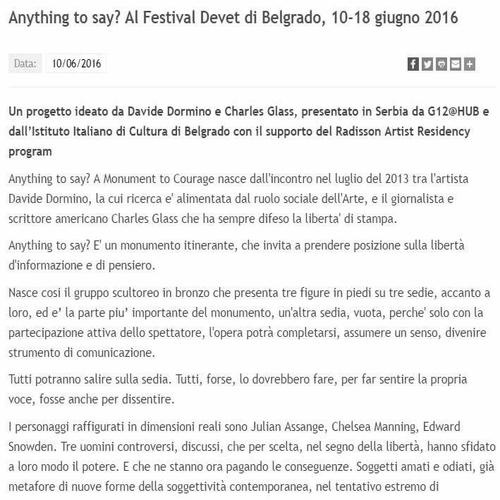 Anything to say? Al Festival Devet di Belgrado, 10-18 giugno 2016
Data: 10/06/2016
Un progetto ideato da Davide Dormino e Charles Glass, presentato in Serbia da G12@HUB e
dall'Istituto Italiano di Cultura di Belgrado con il supporto del Radisson Artist Residency
program
Anything to say? A Monument to Courage nasce dall'incontro nel luglio del 2013 tra l'artista
Davide Dormino, la cui ricerca e' alimentata dal ruolo sociale dell'Arte, e il giornalista e
scrittore americano Charles Glass che ha sempre difeso la liberta' di stampa.
Anything to say? E' un monumento itinerante, che invita a prendere posizione sulla libertà
d'informazione e di pensiero.
Nasce cosi il gruppo scultoreo in bronzo che presenta tre figure in piedi su tre sedie, accanto a
loro, ed e' la parte piu' importante del monumento, un'altra sedia, vuota, perche' solo con la
partecipazione attiva dello spettatore, l'opera potrà completarsi, assumere un senso, divenire
strumento di comunicazione.
Tutti potranno salire sulla sedia. Tutti, forse, lo dovrebbero fare, per far sentire la propria
voce, fosse anche per dissentire.
I personaggi raffigurati in dimensioni reali sono Julian Assange, Chelsea Manning, Edward
Snowden. Tre uomini controversi, discussi, che per scelta, nel segno della libertà, hanno sfidato
a loro modo il potere. E che ne stanno ora pagando le conseguenze. Soggetti amati e odiati, già
metafore di nuove forme della soggettività contemporanea, nel tentativo estremo di